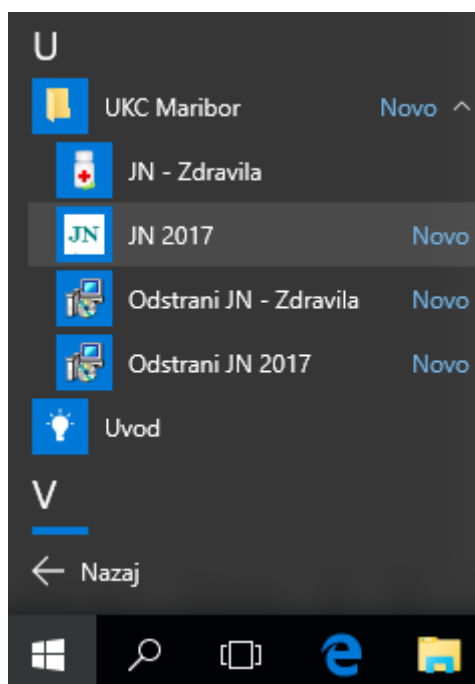 U
UKC Maribor Novo
JN - Zdravila
JN JN 2017 Novo
Odstrani JN - Zdravila Novo
Odstrani JN 2017 Novo
Uvod
V
Nazaj